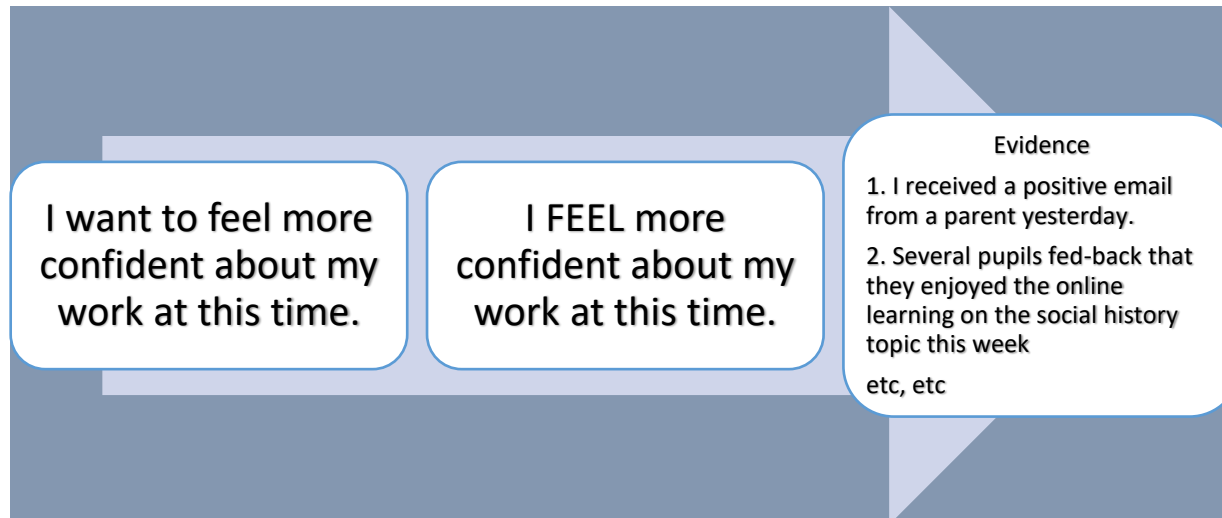 I want to feel more
confident about my
work at this time.
I FEEL more
confident about my
work at this time.
Evidence
1. I received a positive email
from a parent yesterday.
2. Several pupils fed-back that
they enjoyed the online
learning on the social history
topic this week
etc, etc